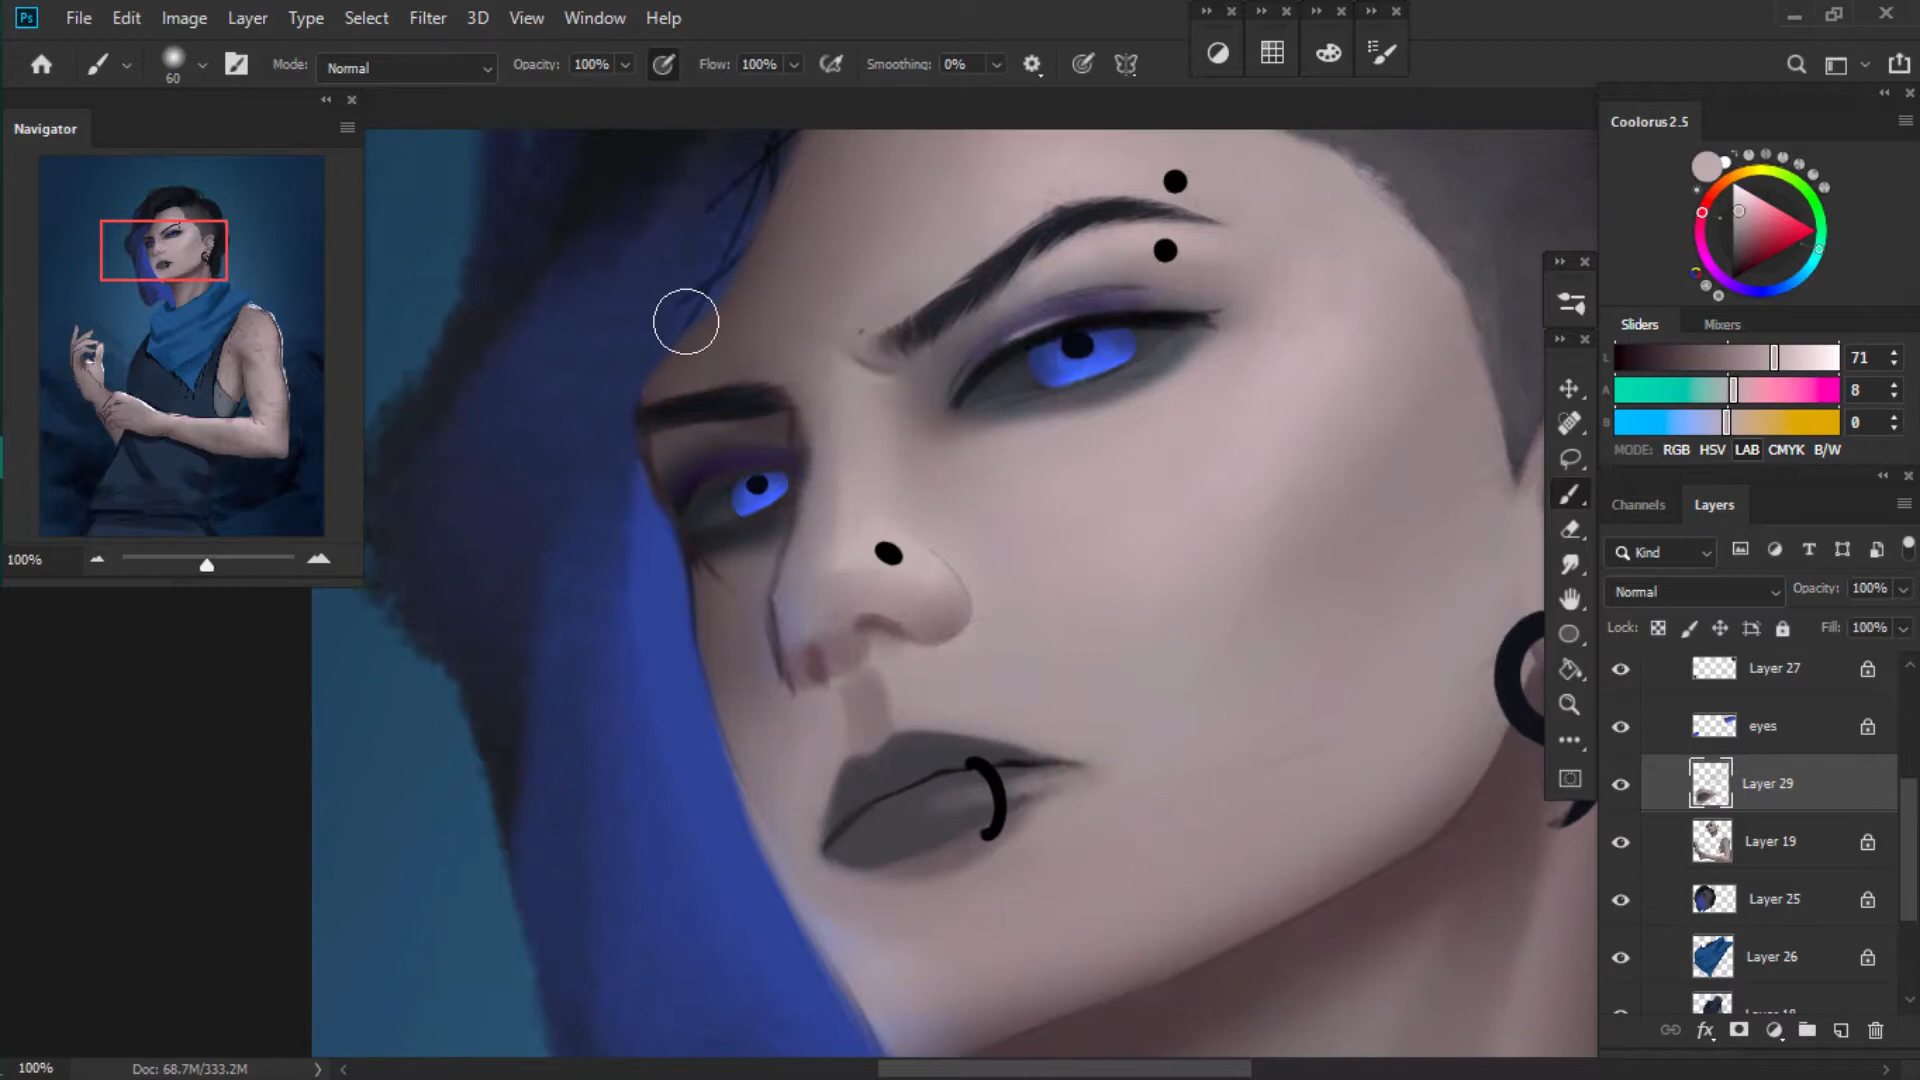 Ps File Edit Image Layer Type Select Filter 3D View Window Help
60 Mode: Normal Opacity: 100% Flow: 100% Smoothing: 0%
Navigator
100%
Coolorus 2.5
Sliders Mixers
L 71
A 8
B 0
MODE: RGB HSV LAB CMYK B/W
Channels Layers
Kind
Normal Opacity: 100%
Lock: Fill: 100%
Layer 27
eyes
Layer 29
Layer 19
Layer 25
Layer 26
fx
100% Doc: 68.7M/333.2M